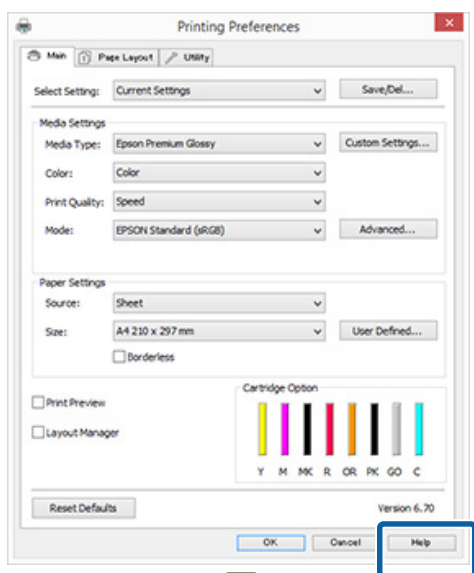 Printing Preferences
Main Page Layout Utility
Select Setting: Current Settings Save/Del...
Media Settings
Media Type: Epson Premium Glossy Custom Settings...
Color: Color
Print Quality: Speed
Mode: EPSON Standard (sRGB) Advanced...
Paper Settings
Source: Sheet
Size: A4 210 x 297 mm User Defined...
Borderless
Cartridge Option
Print Preview
Layout Manager
Y M MK R OR PK GO C
Reset Defaults Version 6.70
OK Cancel Help